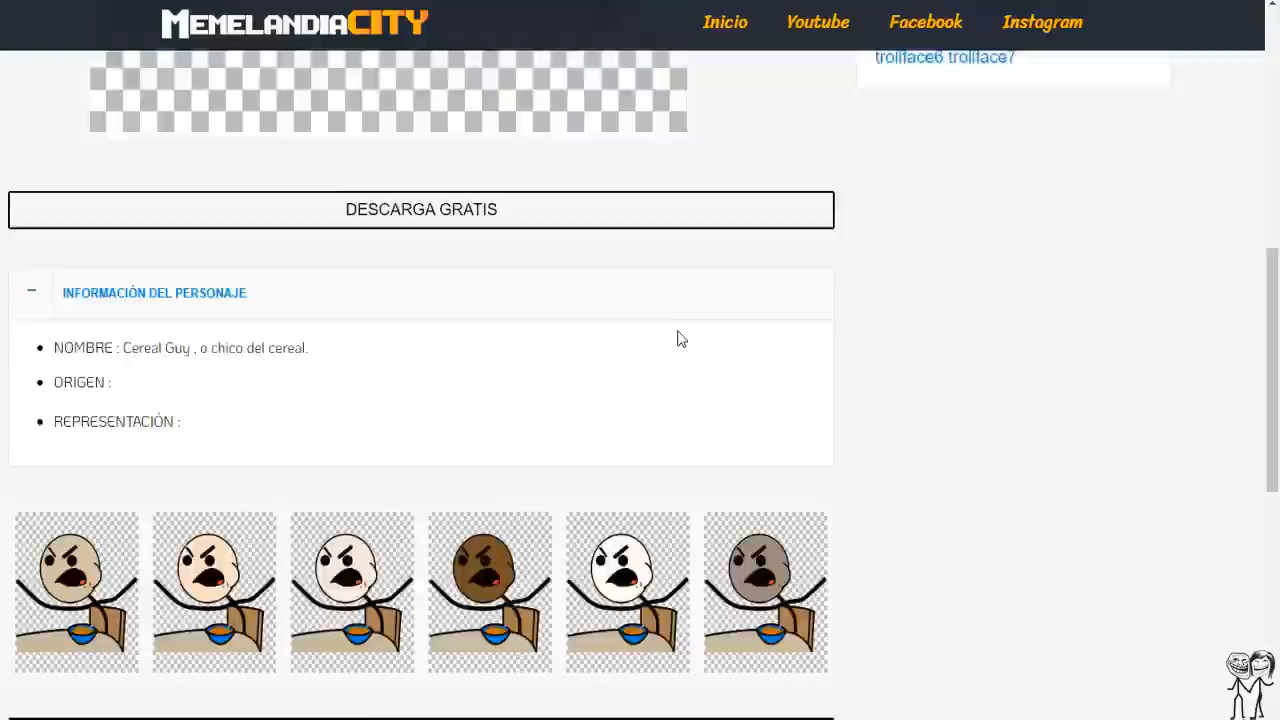 MEMELANDIACITY
Inicio
Youtube
Facebook
Instagram
trollface6 trollface7
DESCARGA GRATIS
INFORMACIÓN DEL PERSONAJE
NOMBRE : Cereal Guy , o chico del cereal.
ORIGEN :
REPRESENTACIÓN :